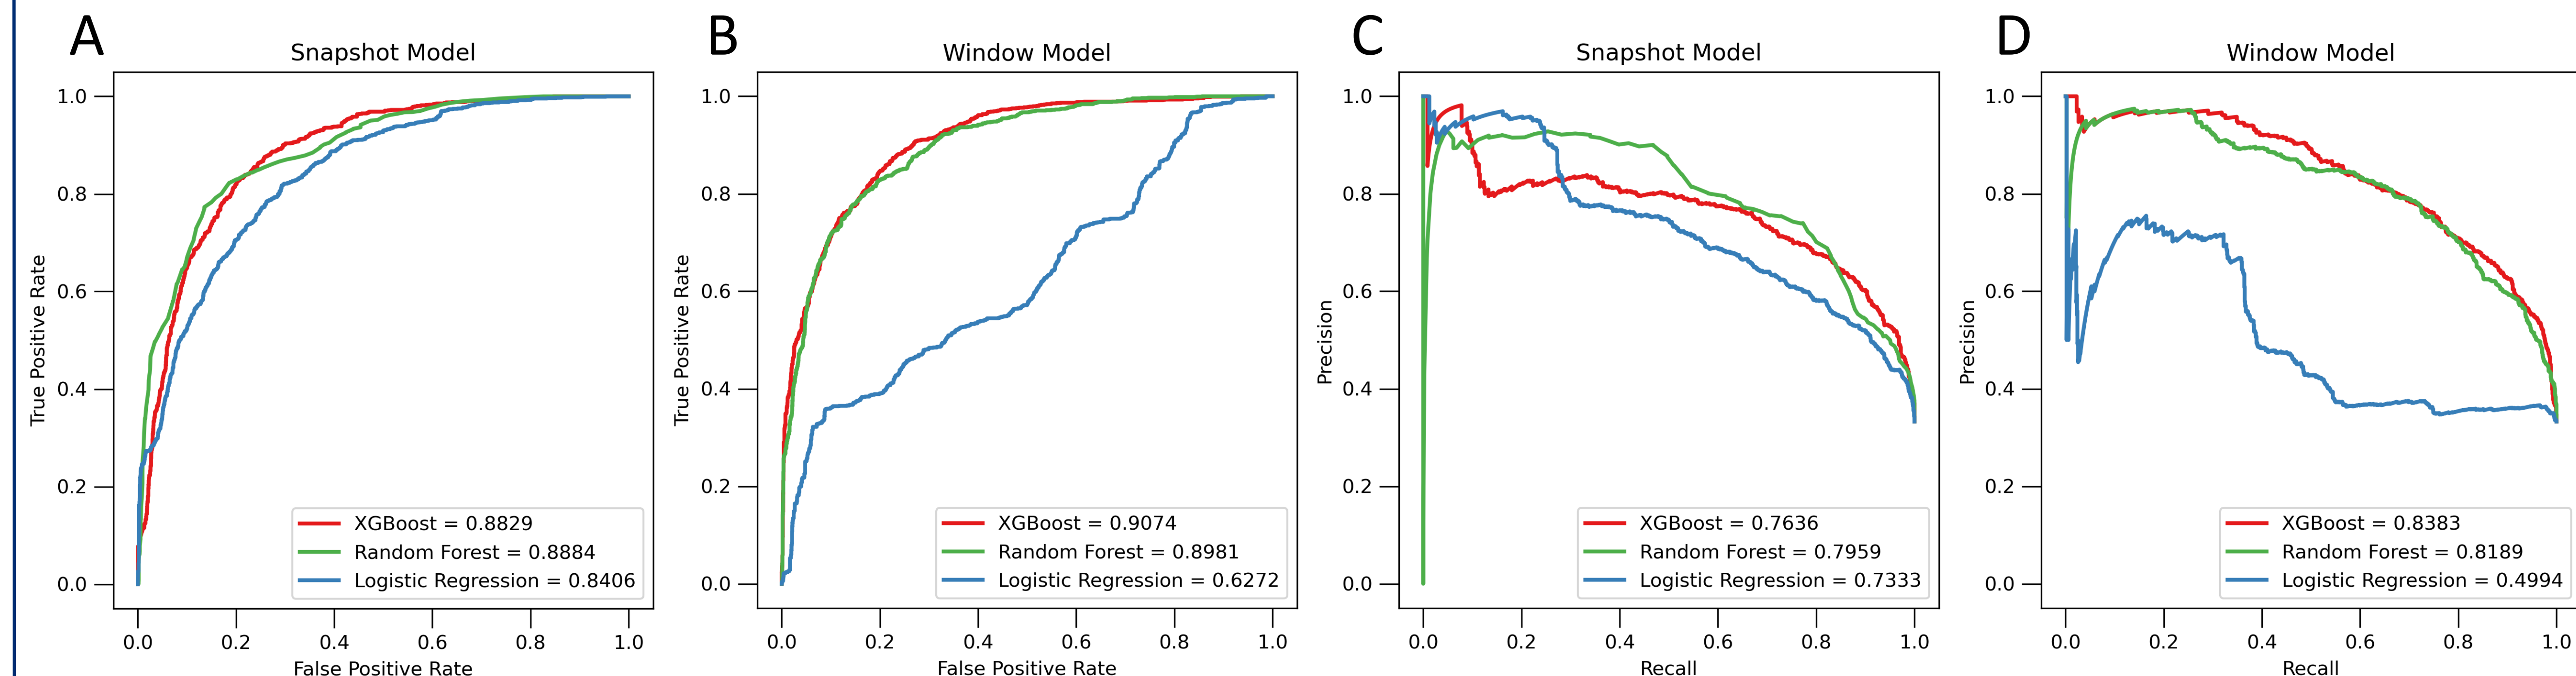 A
Snapshot Model
True Positive Rate
1.0
0.8
0.6
0.4
0.2
0.0
XGBoost = 0.8829
Random Forest = 0.8884
Logistic Regression = 0.8406
0.0 0.2 0.4 0.6 0.8 1.0
False Positive Rate
B
Window Model
True Positive Rate
1.0
0.8
0.6
0.4
0.2
0.0
XGBoost = 0.9074
Random Forest = 0.8981
Logistic Regression = 0.6272
0.0 0.2 0.4 0.6 0.8 1.0
False Positive Rate
C
Snapshot Model
Precision
1.0
0.8
0.6
0.4
0.2
0.0
XGBoost = 0.7636
Random Forest = 0.7959
Logistic Regression = 0.7333
0.0 0.2 0.4 0.6 0.8 1.0
Recall
D
Window Model
Precision
1.0
0.8
0.6
0.4
0.2
0.0
XGBoost = 0.8383
Random Forest = 0.8189
Logistic Regression = 0.4994
0.0 0.2 0.4 0.6 0.8 1.0
Recall